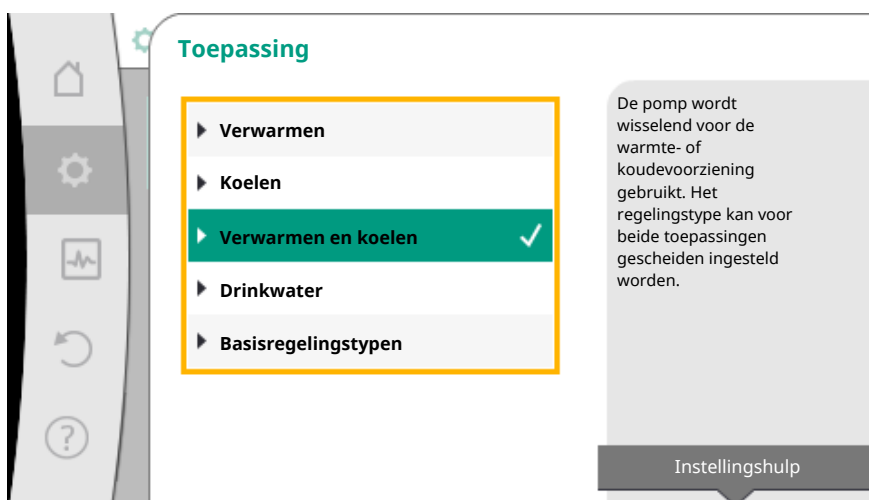 Toepassing
Verwarmen
Koelen
Verwarmen en koelen
Drinkwater
Basisregelingstypen
De pomp wordt
wisselend voor de
warmte- of
koudevoorziening
gebruikt. Het
regelingstype kan voor
beide toepassingen
gescheiden ingesteld
worden.
Instellingshulp
?